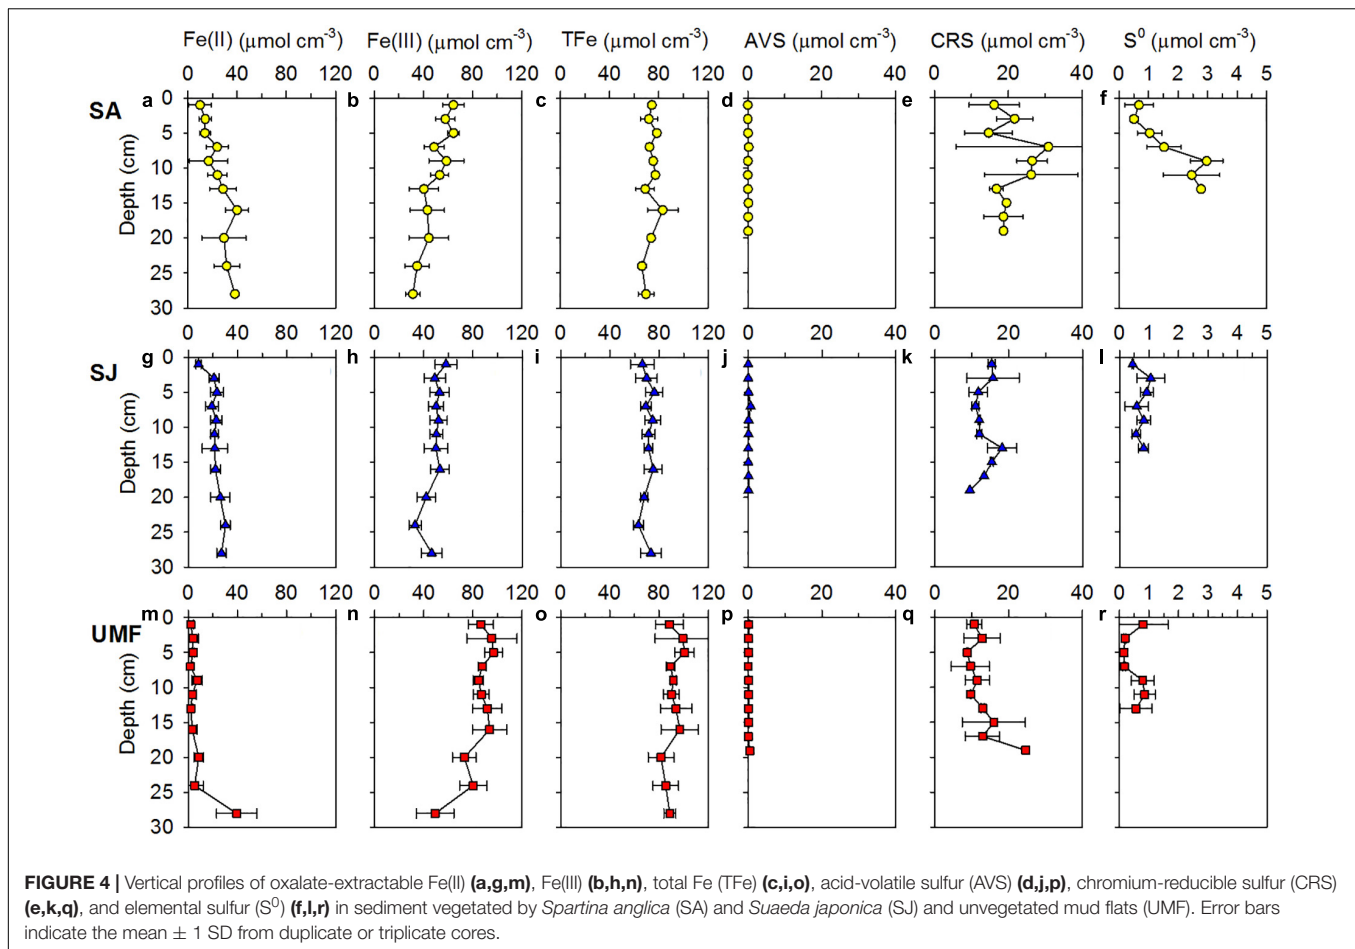 Fe(II) (μmol cm⁻³) Fe(III) (μmol cm⁻³) TFe (μmol cm⁻³) AVS (μmol cm⁻³) CRS (μmol cm⁻³) S⁰ (μmol cm⁻³)
0 40 80 120 0 40 80 120 0 40 80 120 0 20 40 0 20 40 0 1 2 3 4 5
SA
a b c d e f
Depth (cm)
0
5
10
15
20
25
30
SJ
g h i j k l
Depth (cm)
0
5
10
15
20
25
30
0 40 80 120 0 40 80 120 0 40 80 120 0 20 40 0 20 40 0 1 2 3 4 5
UMF
m n o p q r
Depth (cm)
0
5
10
15
20
25
30
0 40 80 120 0 40 80 120 0 40 80 120 0 20 40 0 20 40 0 1 2 3 4 5
FIGURE 4 | Vertical profiles of oxalate-extractable Fe(II) (a,g,m), Fe(III) (b,h,n), total Fe (TFe) (c,i,o), acid-volatile sulfur (AVS) (d,j,p), chromium-reducible sulfur (CRS)
(e,k,q), and elemental sulfur (S⁰) (f,l,r) in sediment vegetated by Spartina anglica (SA) and Suaeda japonica (SJ) and unvegetated mud flats (UMF). Error bars
indicate the mean ± 1 SD from duplicate or triplicate cores.